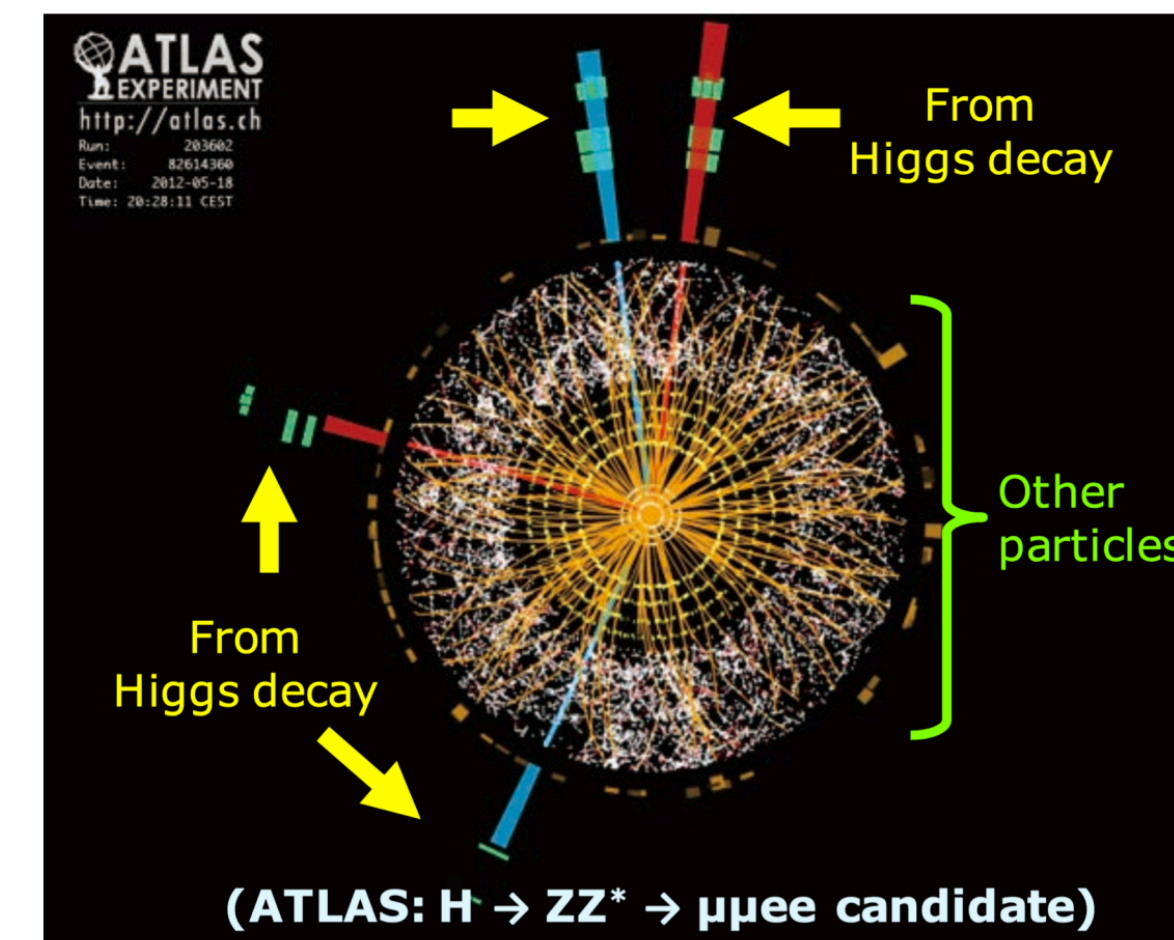 ATLAS
EXPERIMENT
http://atlas.ch
Run: 203602
Event: 82614360
Date: 2012-05-18
Time: 20:28:11 CEST
From
Higgs decay
Other
particles
From
Higgs decay
(ATLAS: H → ZZ* → μμee candidate)